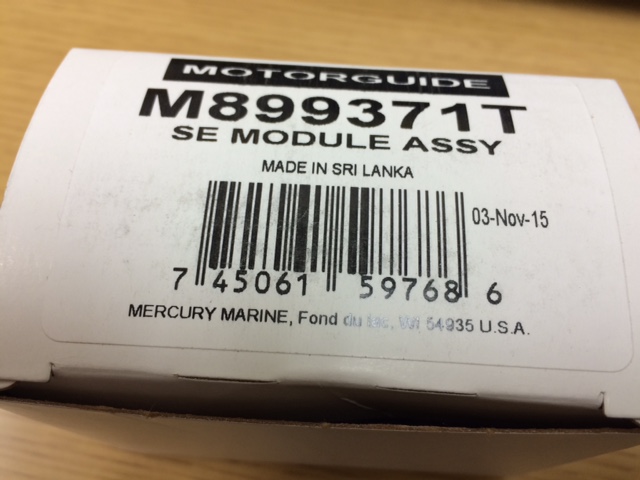 MOTORGUIDE
M899371T
SE MODULE ASSY
MADE IN SRI LANKA
03-Nov-15
7 45061 59768 6
MERCURY MARINE, Fond du lac, WI 54935 U.S.A.